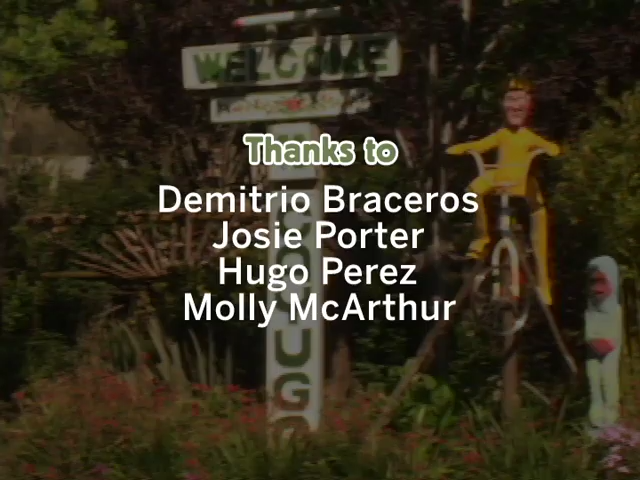 WELCOME
Thanks to
Demitrio Braceros
Josie Porter
Hugo Perez
Molly McArthur
U
G